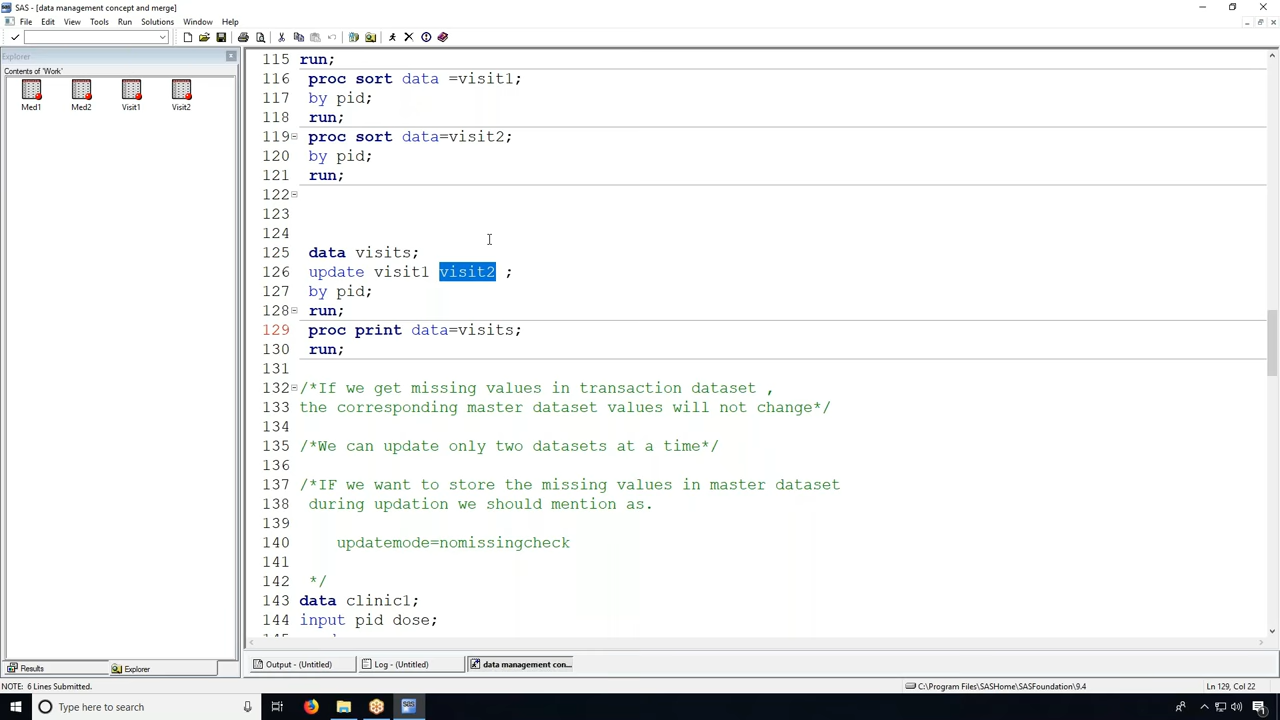 SAS - [data management concept and merge]
File Edit View Tools Run Solutions Window Help
Explorer
Contents of 'Work'
Med1 Med2 Visit1 Visit2
115 run;
116 proc sort data =visit1;
117 by pid;
118 run;
119 proc sort data=visit2;
120 by pid;
121 run;
122
123
124
125 data visits;
126 update visit1 visit2 ;
127 by pid;
128 run;
129 proc print data=visits;
130 run;
131
132 /*If we get missing values in transaction dataset ,
133 the corresponding master dataset values will not change*/
134
135 /*We can update only two datasets at a time*/
136
137 /*IF we want to store the missing values in master dataset
138 during updation we should mention as.
139
140 updatemode=nomissingcheck
141
142 */
143 data clinic1;
144 input pid dose;
Results Explorer
Output - (Untitled) Log - (Untitled) data management con...
NOTE: 6 Lines Submitted.
C:\Program Files\SASHome\SASFoundation\9.4
Ln 129, Col 22
Type here to search